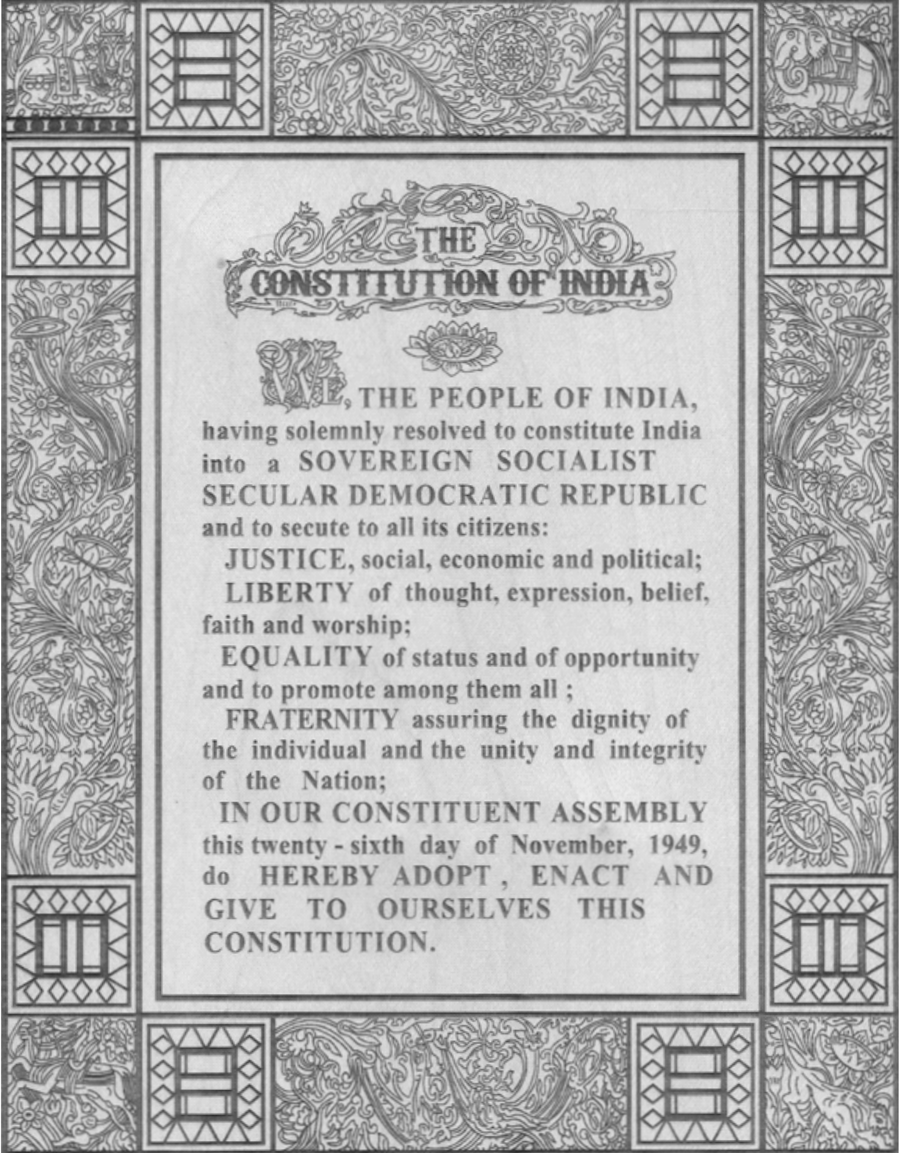 THE
CONSTITUTION OF INDIA
WE, THE PEOPLE OF INDIA,
having solemnly resolved to constitute India
into a SOVEREIGN SOCIALIST
SECULAR DEMOCRATIC REPUBLIC
and to secute to all its citizens:
JUSTICE, social, economic and political;
LIBERTY of thought, expression, belief,
faith and worship;
EQUALITY of status and of opportunity
and to promote among them all ;
FRATERNITY assuring the dignity of
the individual and the unity and integrity
of the Nation;
IN OUR CONSTITUENT ASSEMBLY
this twenty - sixth day of November, 1949,
do HEREBY ADOPT , ENACT AND
GIVE TO OURSELVES THIS
CONSTITUTION.